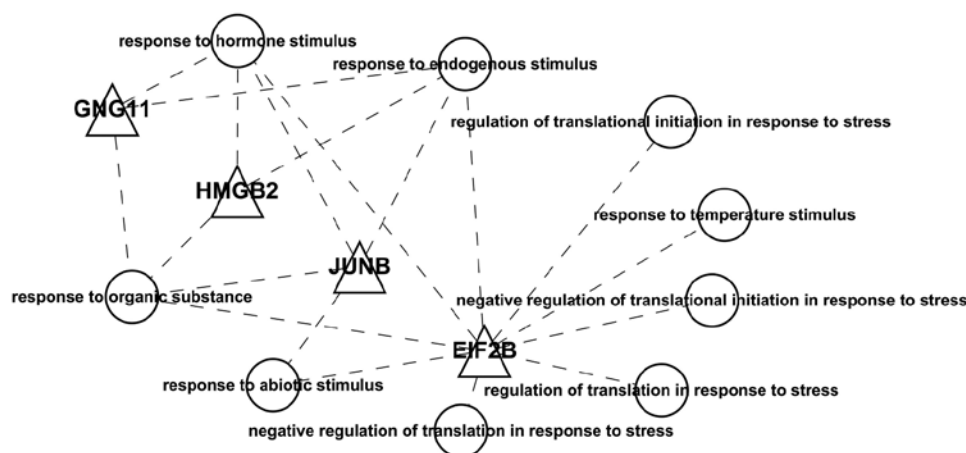 response to hormone stimulus
response to endogenous stimulus
GNG11
regulation of translational initiation in response to stress
HMGB2
response to temperature stimulus
JUNB
response to organic substance
negative regulation of translational initiation in response to stress
EIF2B
response to abiotic stimulus
regulation of translation in response to stress
negative regulation of translation in response to stress